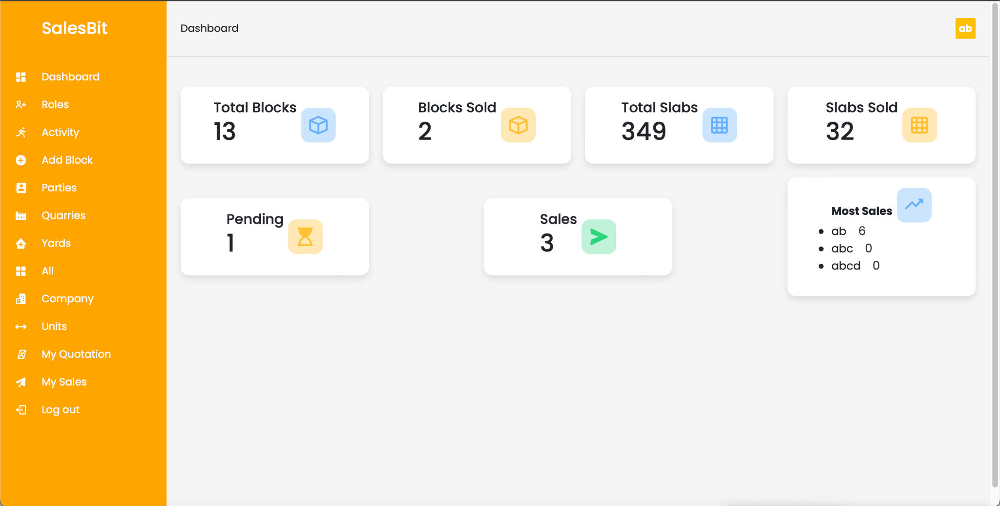 SalesBit
Dashboard
Roles
Activity
Add Block
Parties
Quarries
Yards
All
Company
Units
My Quotation
My Sales
Log out
Dashboard
ab
Total Blocks
13
Blocks Sold
2
Total Slabs
349
Slabs Sold
32
Pending
1
Sales
3
Most Sales
ab 6
abc 0
abcd 0